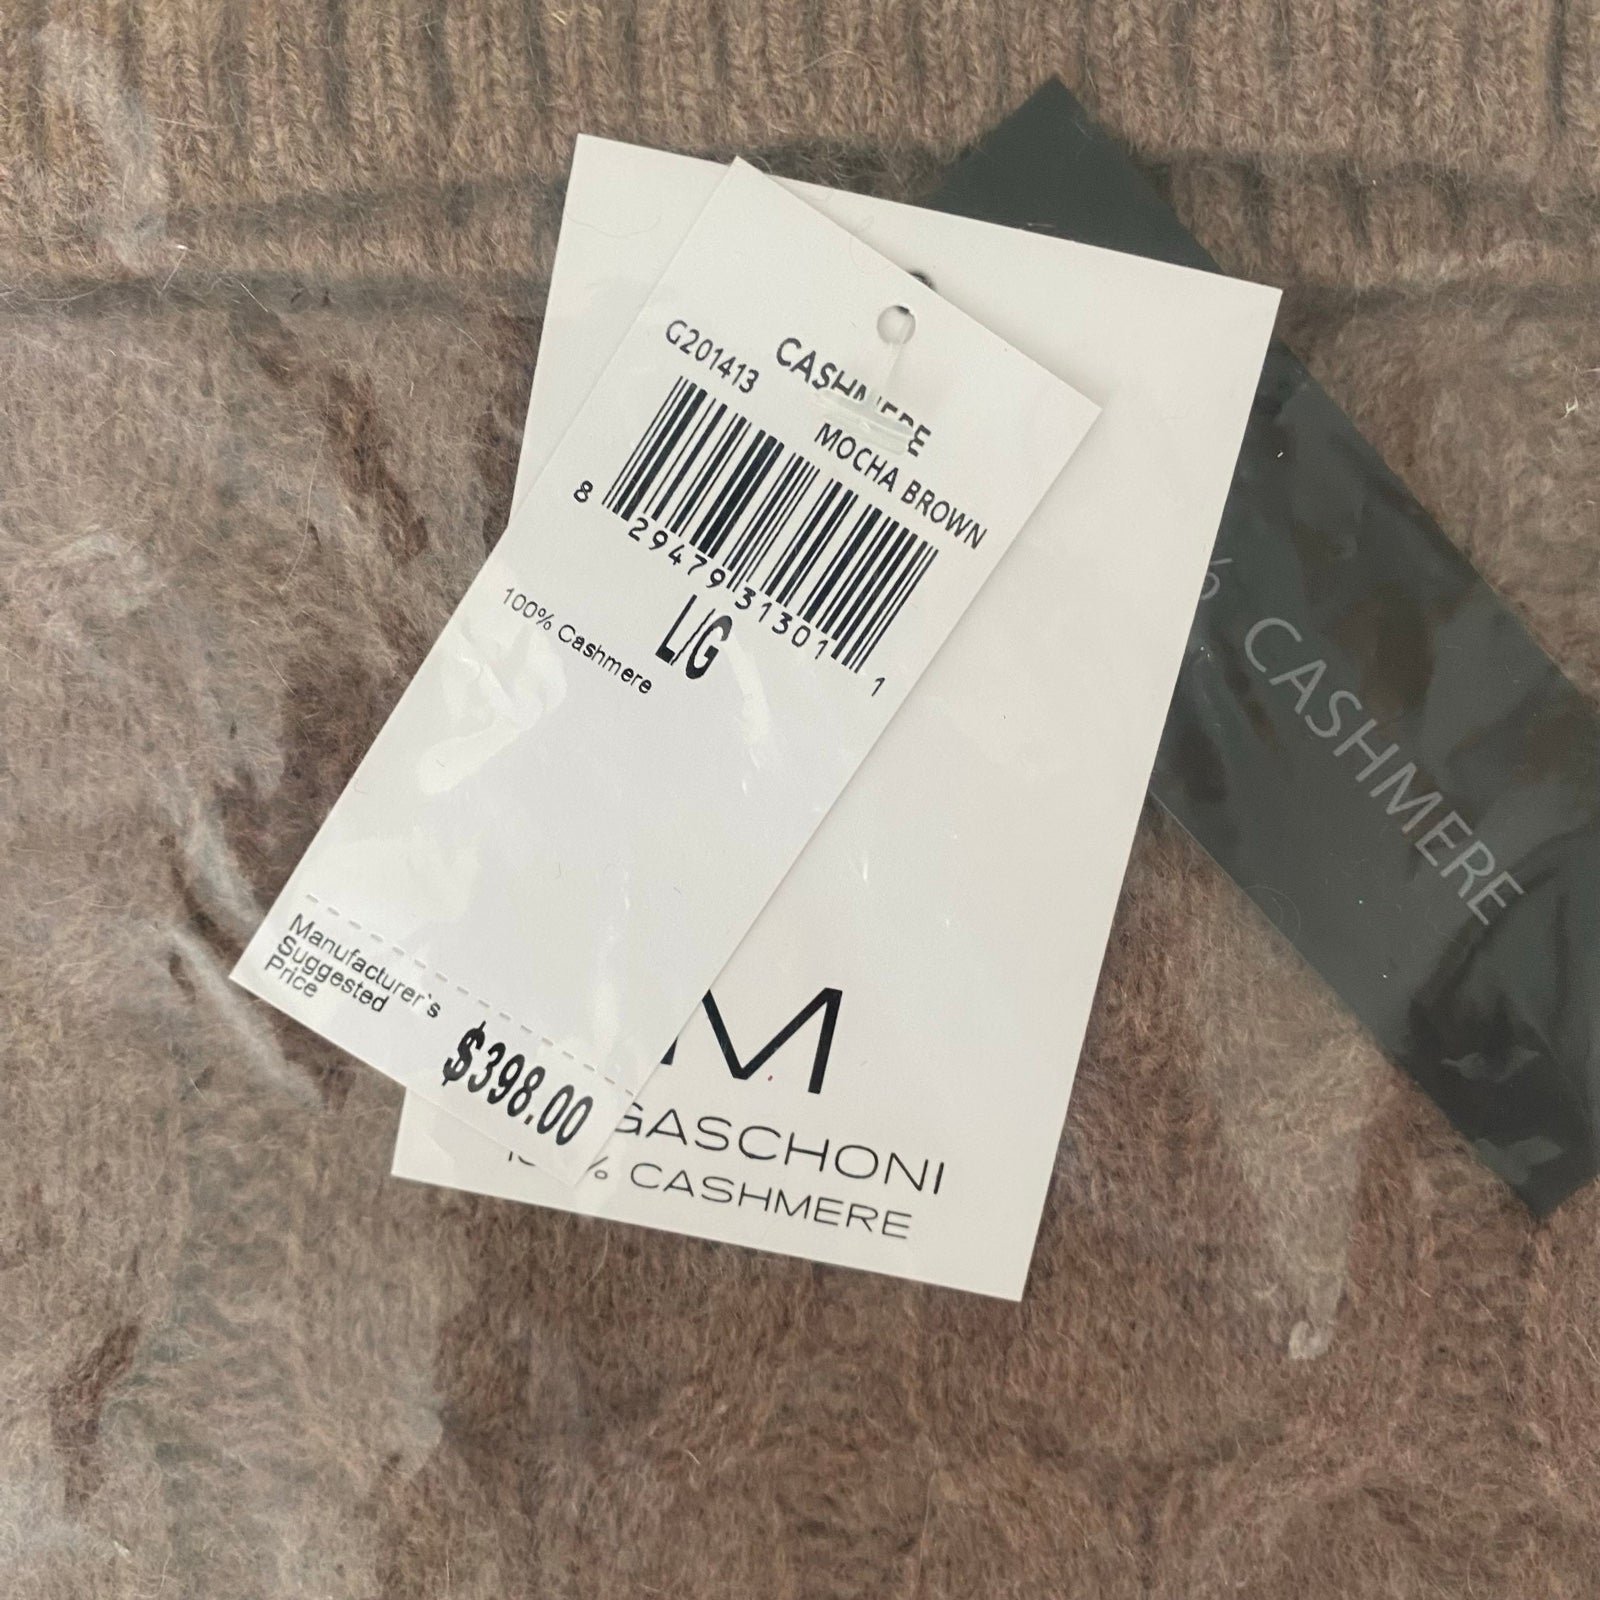 G201413
CASHMERE
MOCHA BROWN
8 29479 31301 1
100% Cashmere
L/G
Manufacturer`s
Suggested
Price
$398.00
M
GASCHONI
% CASHMERE
% CASHMERE